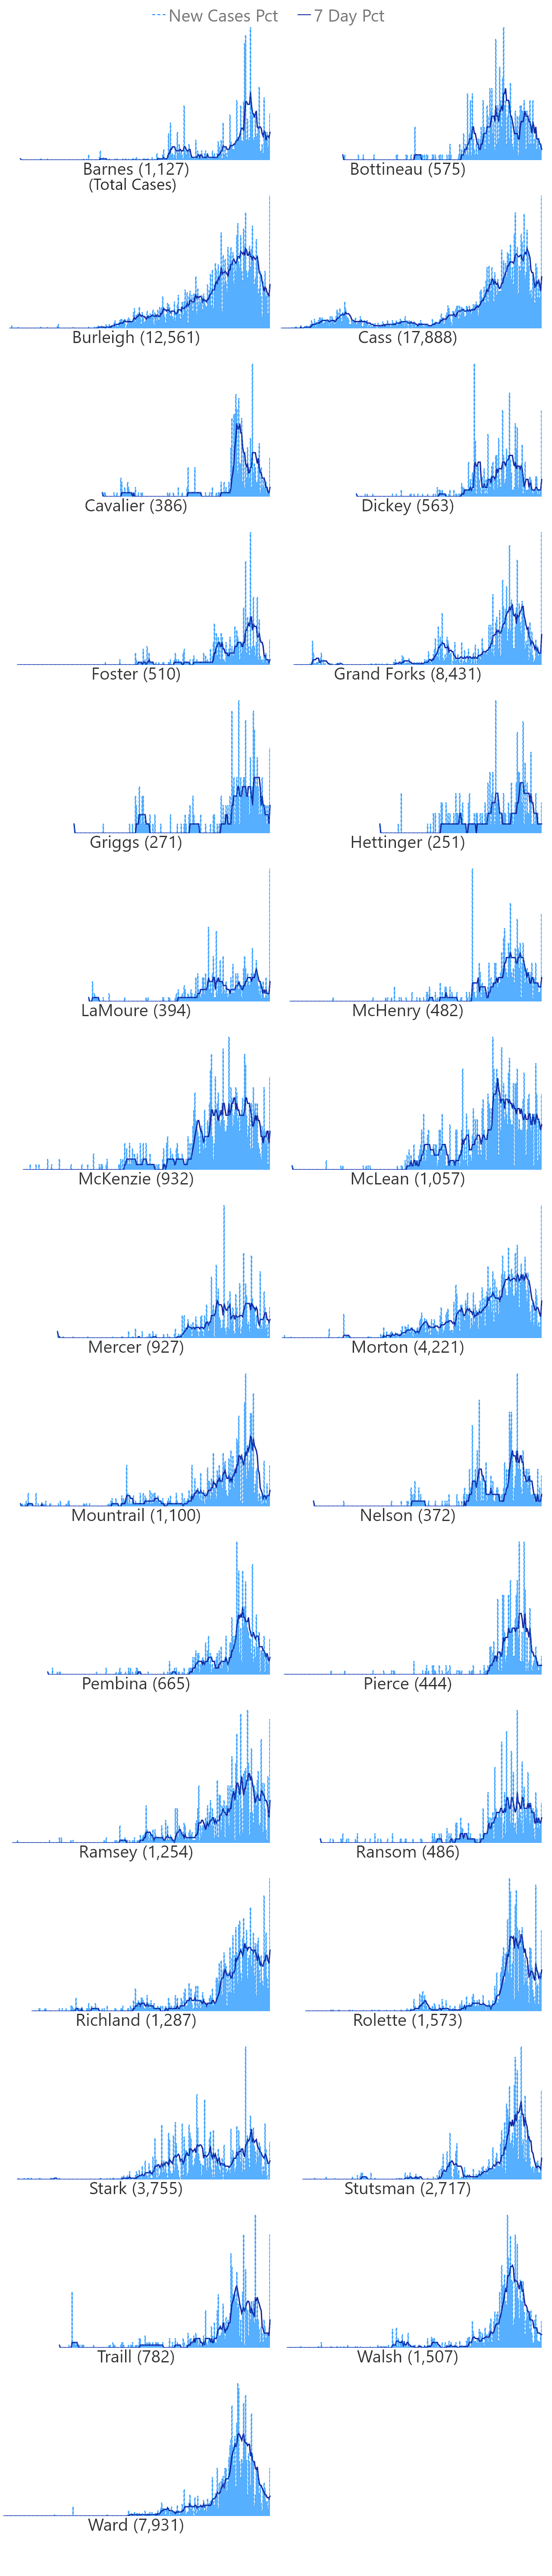 New Cases Pct 7 Day Pct
Barnes (1,127)
(Total Cases)
Bottineau (575)
Burleigh (12,561)
Cass (17,888)
Cavalier (386)
Dickey (563)
Foster (510)
Grand Forks (8,431)
Griggs (271)
Hettinger (251)
LaMoure (394)
McHenry (482)
McKenzie (932)
McLean (1,057)
Mercer (927)
Morton (4,221)
Mountrail (1,100)
Nelson (372)
Pembina (665)
Pierce (444)
Ramsey (1,254)
Ransom (486)
Richland (1,287)
Rolette (1,573)
Stark (3,755)
Stutsman (2,717)
Traill (782)
Walsh (1,507)
Ward (7,931)